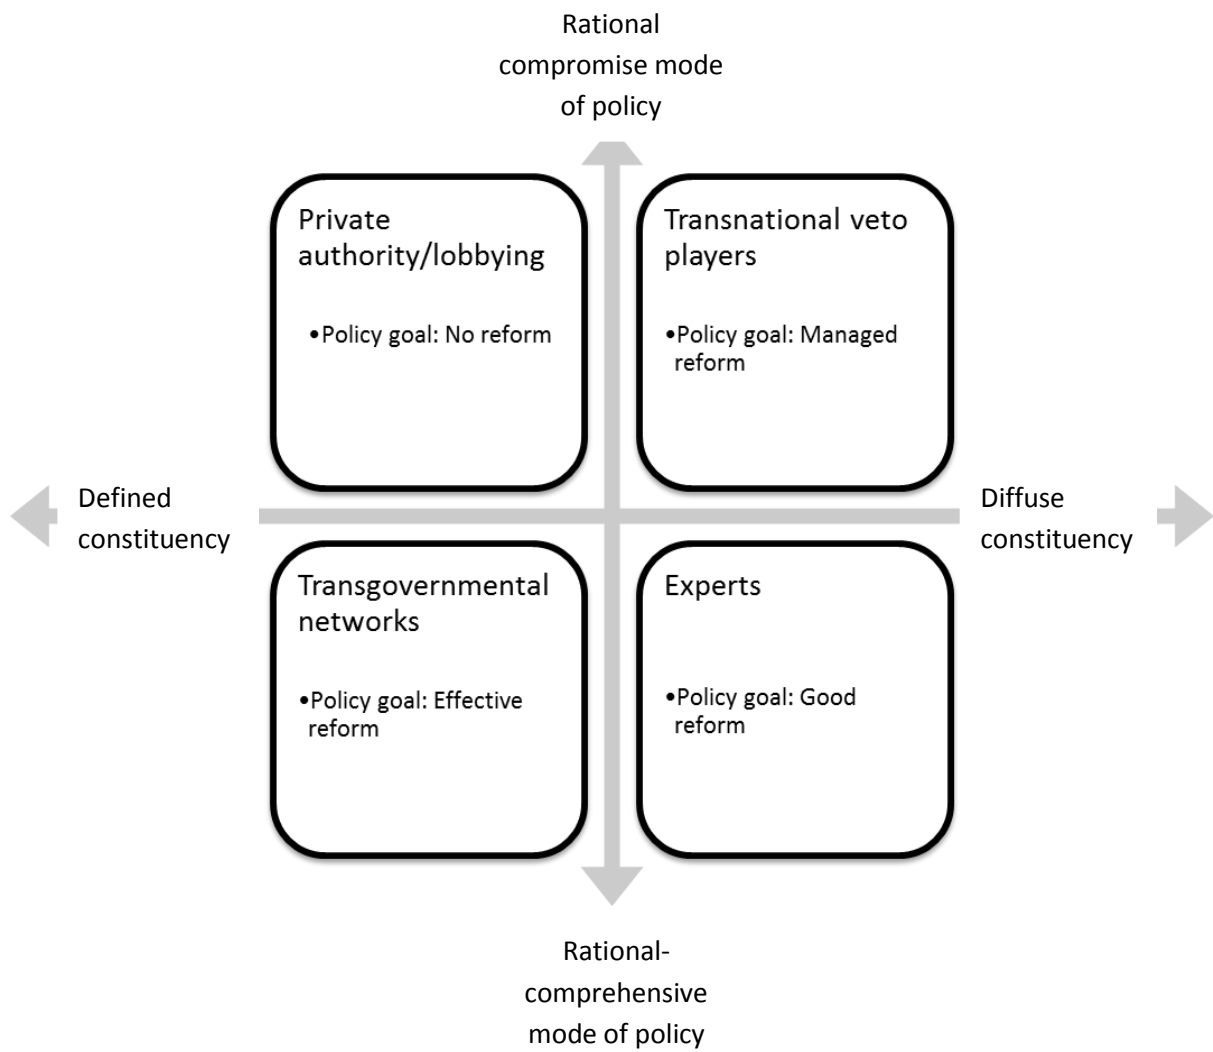 Rational
compromise mode
of policy
Private
authority/lobbying
•Policy goal: No reform
Transnational veto
players
•Policy goal: Managed
reform
Defined
constituency
Diffuse
constituency
Transgovernmental
networks
•Policy goal: Effective
reform
Experts
•Policy goal: Good
reform
Rational-
comprehensive
mode of policy